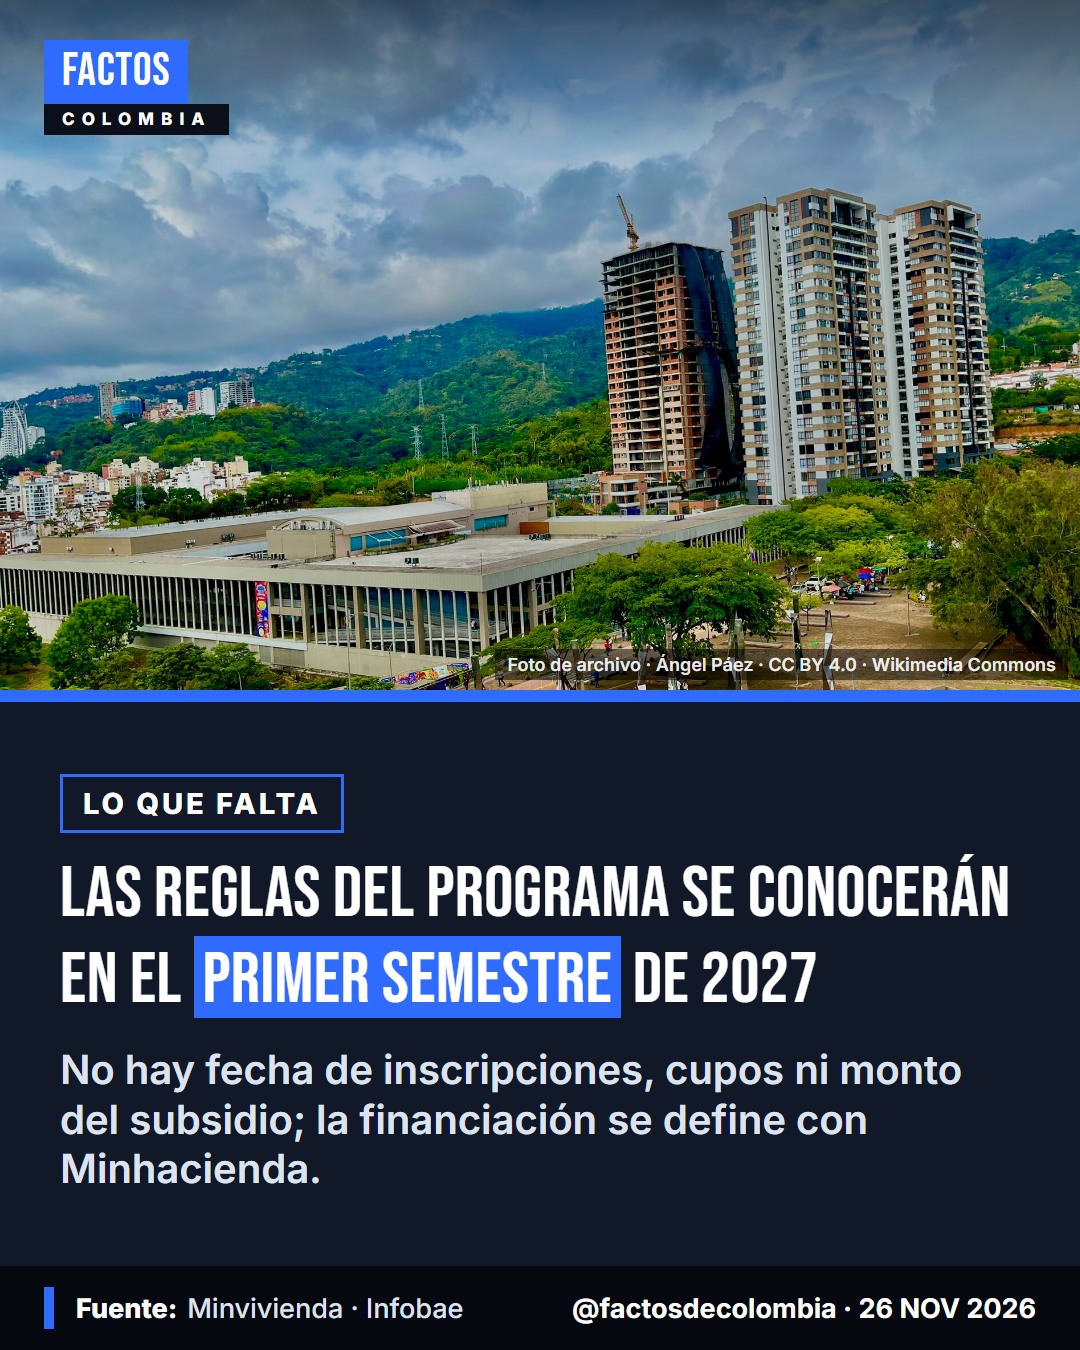 FACTOS
COLOMBIA
Foto de archivo · Ángel Páez · CC BY 4.0 · Wikimedia Commons
LO QUE FALTA
LAS REGLAS DEL PROGRAMA SE CONOCERÁN
EN EL PRIMER SEMESTRE DE 2027
No hay fecha de inscripciones, cupos ni monto
del subsidio; la financiación se define con
Minhacienda.
Fuente: Minvivienda · Infobae
@factosdecolombia · 26 NOV 2026